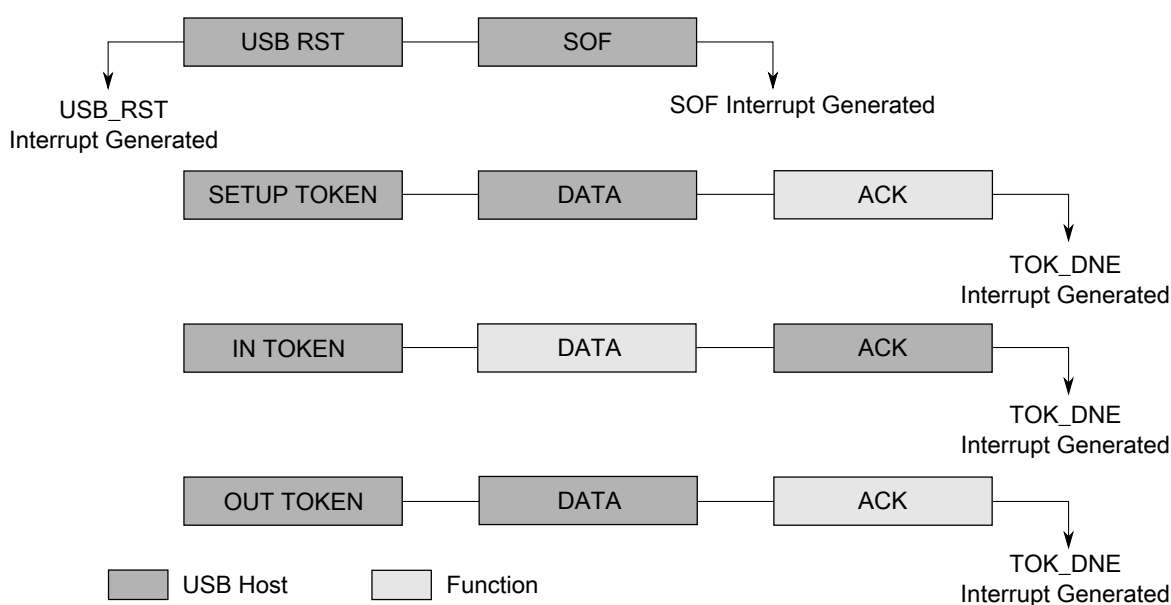 USB RST
SOF
USB_RST
Interrupt Generated
SOF Interrupt Generated
SETUP TOKEN
DATA
ACK
TOK_DNE
Interrupt Generated
IN TOKEN
DATA
ACK
TOK_DNE
Interrupt Generated
OUT TOKEN
DATA
ACK
TOK_DNE
Interrupt Generated
USB Host
Function